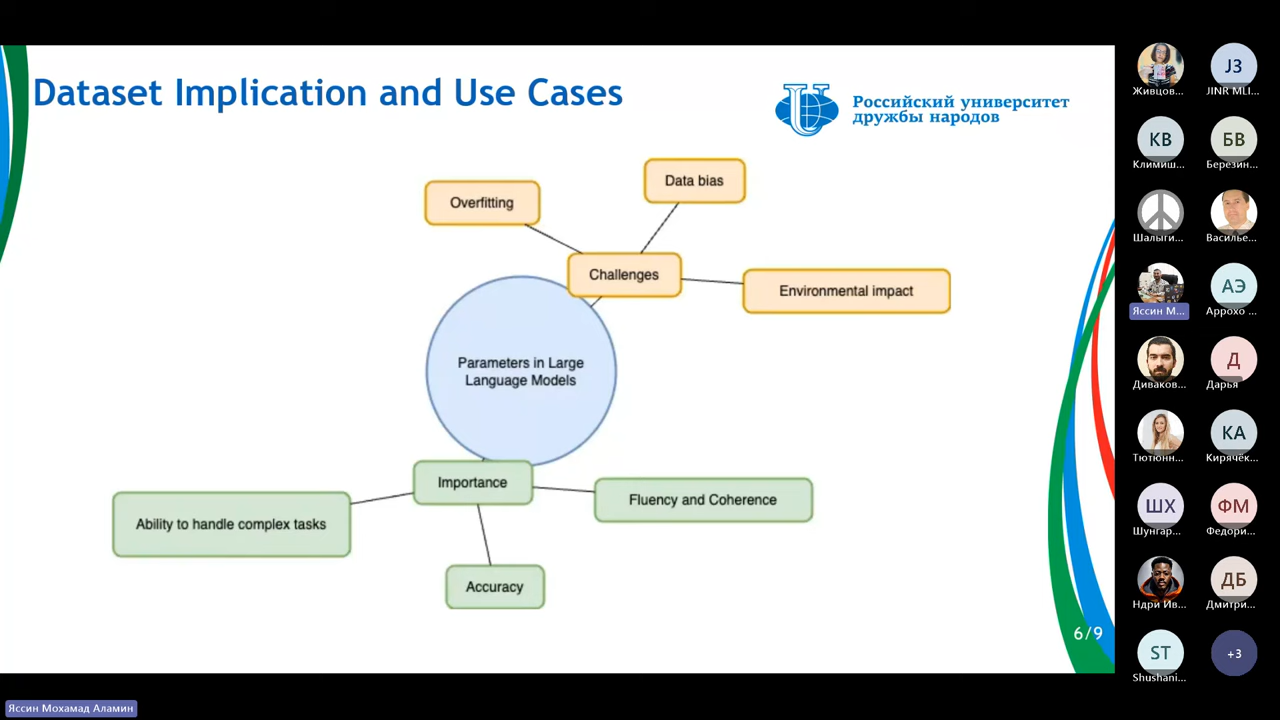 Dataset Implication and Use Cases
Российский университет
дружбы народов
Data bias
Overfitting
Challenges
Environmental impact
Parameters in Large
Language Models
Importance
Fluency and Coherence
Ability to handle complex tasks
Accuracy
6/9
Живцов...
JЗ
JINR MLI...
КВ
Климиш...
БВ
Березин...
Шалыги...
Василье...
Яссин М...
АЭ
Аррохо ...
Диваков...
Д
Дарья
Тютюнн...
КА
Кирячёк...
ШХ
Шунгар...
ФМ
Федори...
Ндри Ив...
ДБ
Дмитри...
ST
Shushani...
+3
Яссин Мохамад Аламин